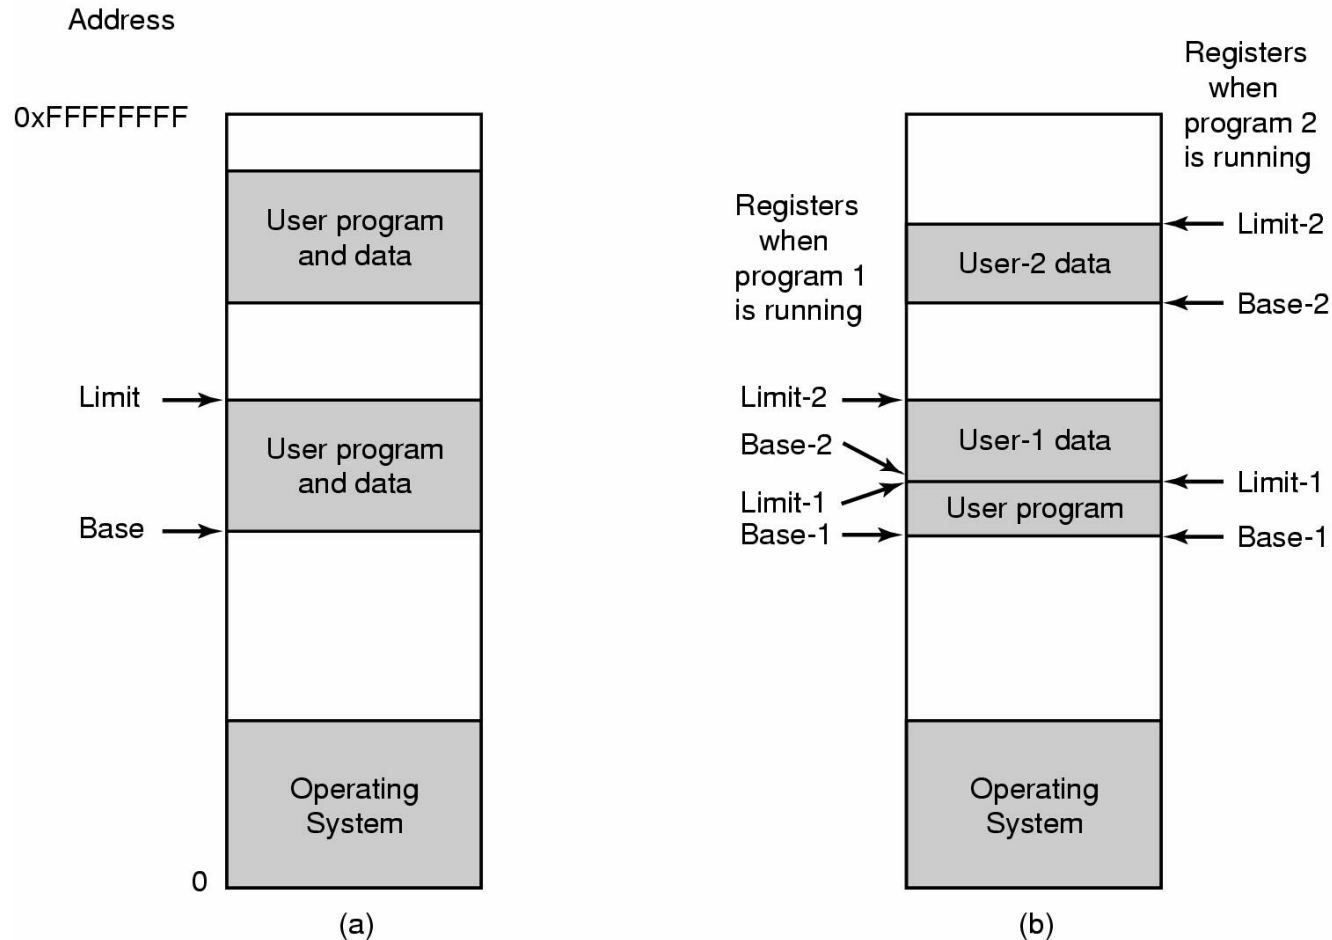 Address
0xFFFFFFFF
User program
and data
Limit
User program
and data
Base
Operating
System
0
(a)
Registers
when
program 1
is running
Limit-2
Base-2
Limit-1
Base-1
User-2 data
User-1 data
User program
Operating
System
(b)
Registers
when
program 2
is running
Limit-2
Base-2
Limit-1
Base-1